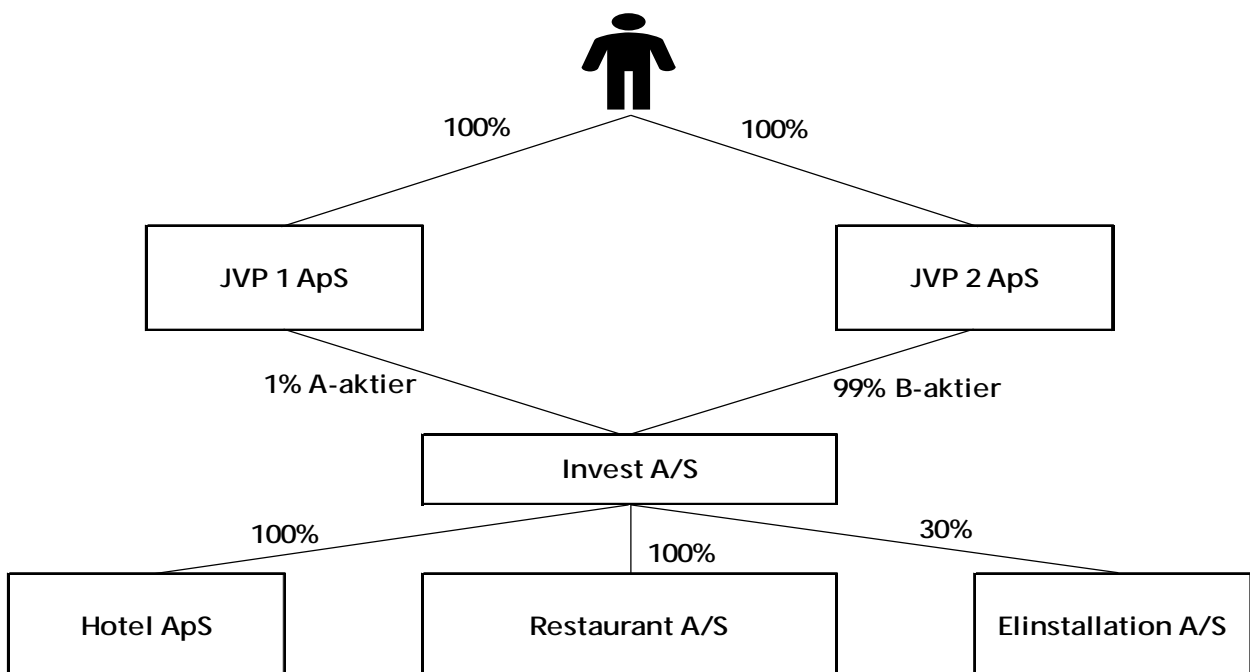 100%
100%
JVP 1 ApS
JVP 2 ApS
1% A-aktier
99% B-aktier
Invest A/S
100%
100%
30%
Hotel ApS
Restaurant A/S
Elinstallation A/S